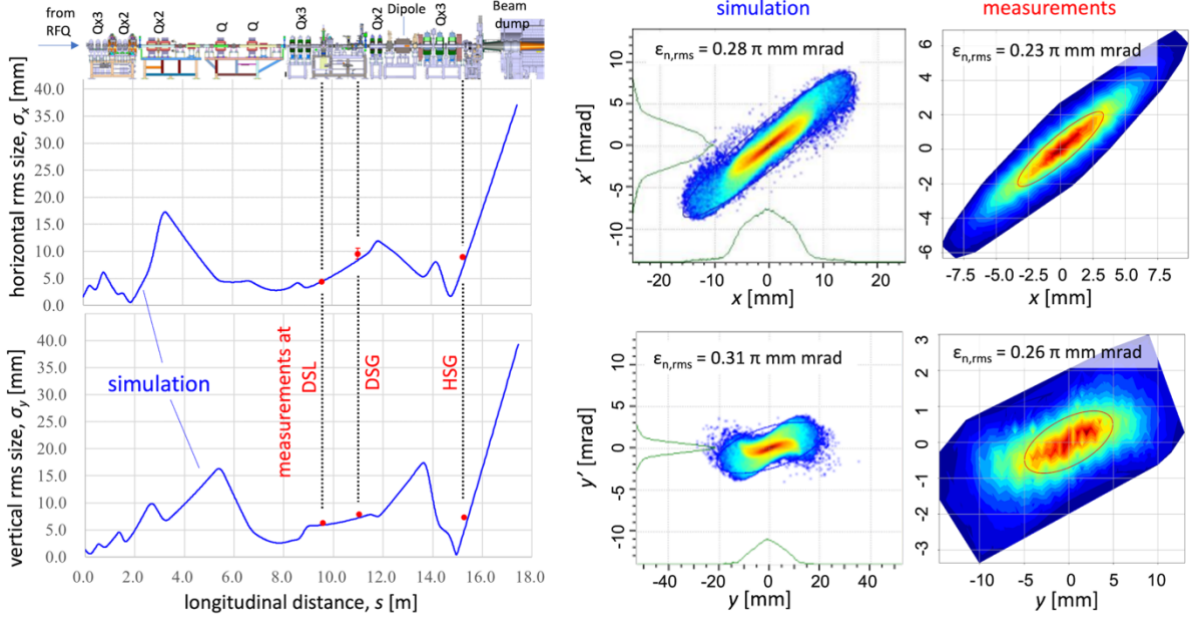 from
RFQ
Qx3
Qx2
Qx2
Q
Q
Qx3
Qx2
Dipole
Qx3
Beam
dump
simulation
measurements
horizontal rms size, σx [mm]
40.0
35.0
30.0
25.0
20.0
15.0
10.0
5.0
0.0
vertical rms size, σy [mm]
40.0
35.0
30.0
25.0
20.0
15.0
10.0
5.0
0.0
simulation
measurements at
DSL
DSG
HSG
0.0 2.0 4.0 6.0 8.0 10.0 12.0 14.0 16.0 18.0
longitudinal distance, s [m]
εn,rms = 0.28 π mm mrad
x′ [mrad]
10
5
0
-5
-10
-20 -10 0 10 20
x [mm]
εn,rms = 0.23 π mm mrad
6
4
2
0
-2
-4
-6
-7.5 -5.0 -2.5 0.0 2.5 5.0 7.5
x [mm]
εn,rms = 0.31 π mm mrad
y′ [mrad]
10
5
0
-5
-10
-40 -20 0 20 40
y [mm]
εn,rms = 0.26 π mm mrad
3
2
1
0
-1
-2
-3
-10 -5 0 5 10
y [mm]